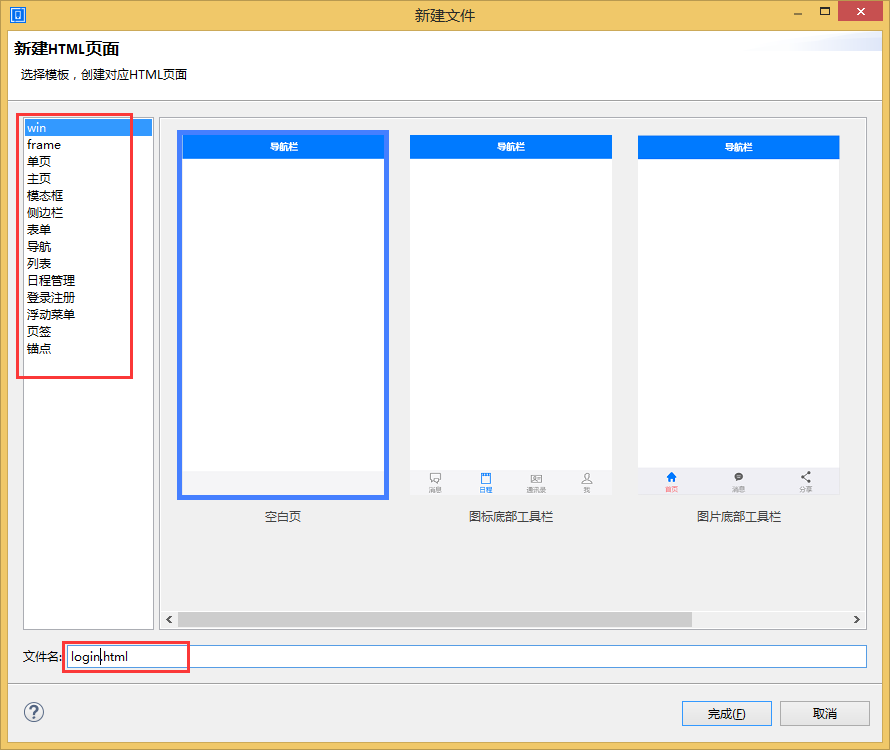 新建文件
新建HTML页面
选择模板，创建对应HTML页面
win
frame
单页
主页
模态框
侧边栏
表单
导航
列表
日程管理
登录注册
浮动菜单
页签
锚点
导航栏
导航栏
导航栏
消息 日程 通讯录 我
首页 消息 分享
空白页
图标底部工具栏
图片底部工具栏
文件名: login.html
完成(F)
取消